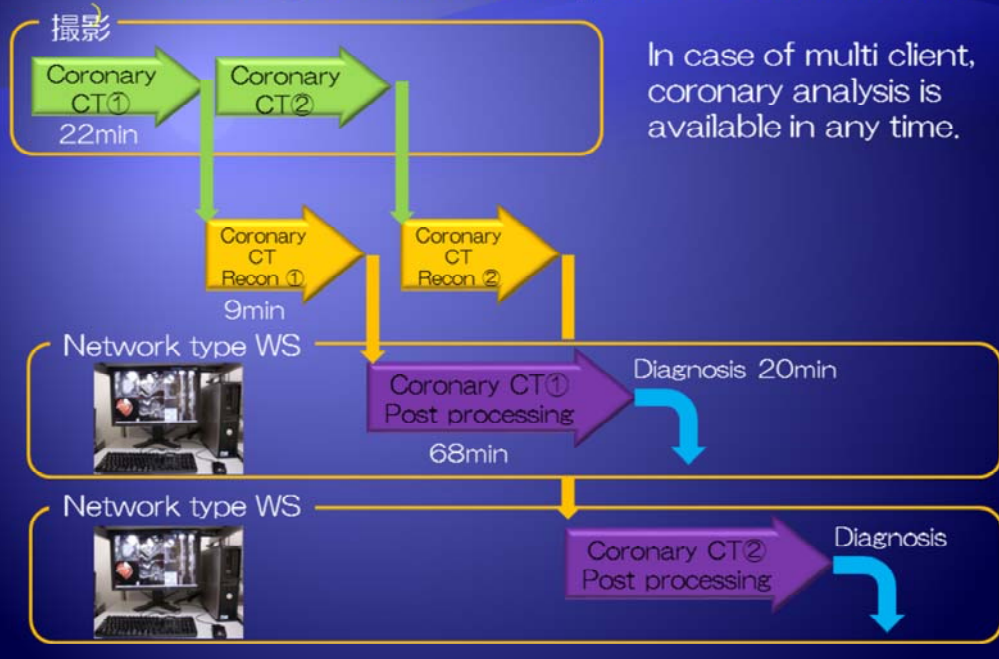 撮影
Coronary
CT①
22min
Coronary
CT②
In case of multi client,
coronary analysis is
available in any time.
Coronary
CT
Recon ①
9min
Coronary
CT
Recon ②
Network type WS
Coronary CT①
Post processing
68min
Diagnosis 20min
Network type WS
Coronary CT②
Post processing
Diagnosis